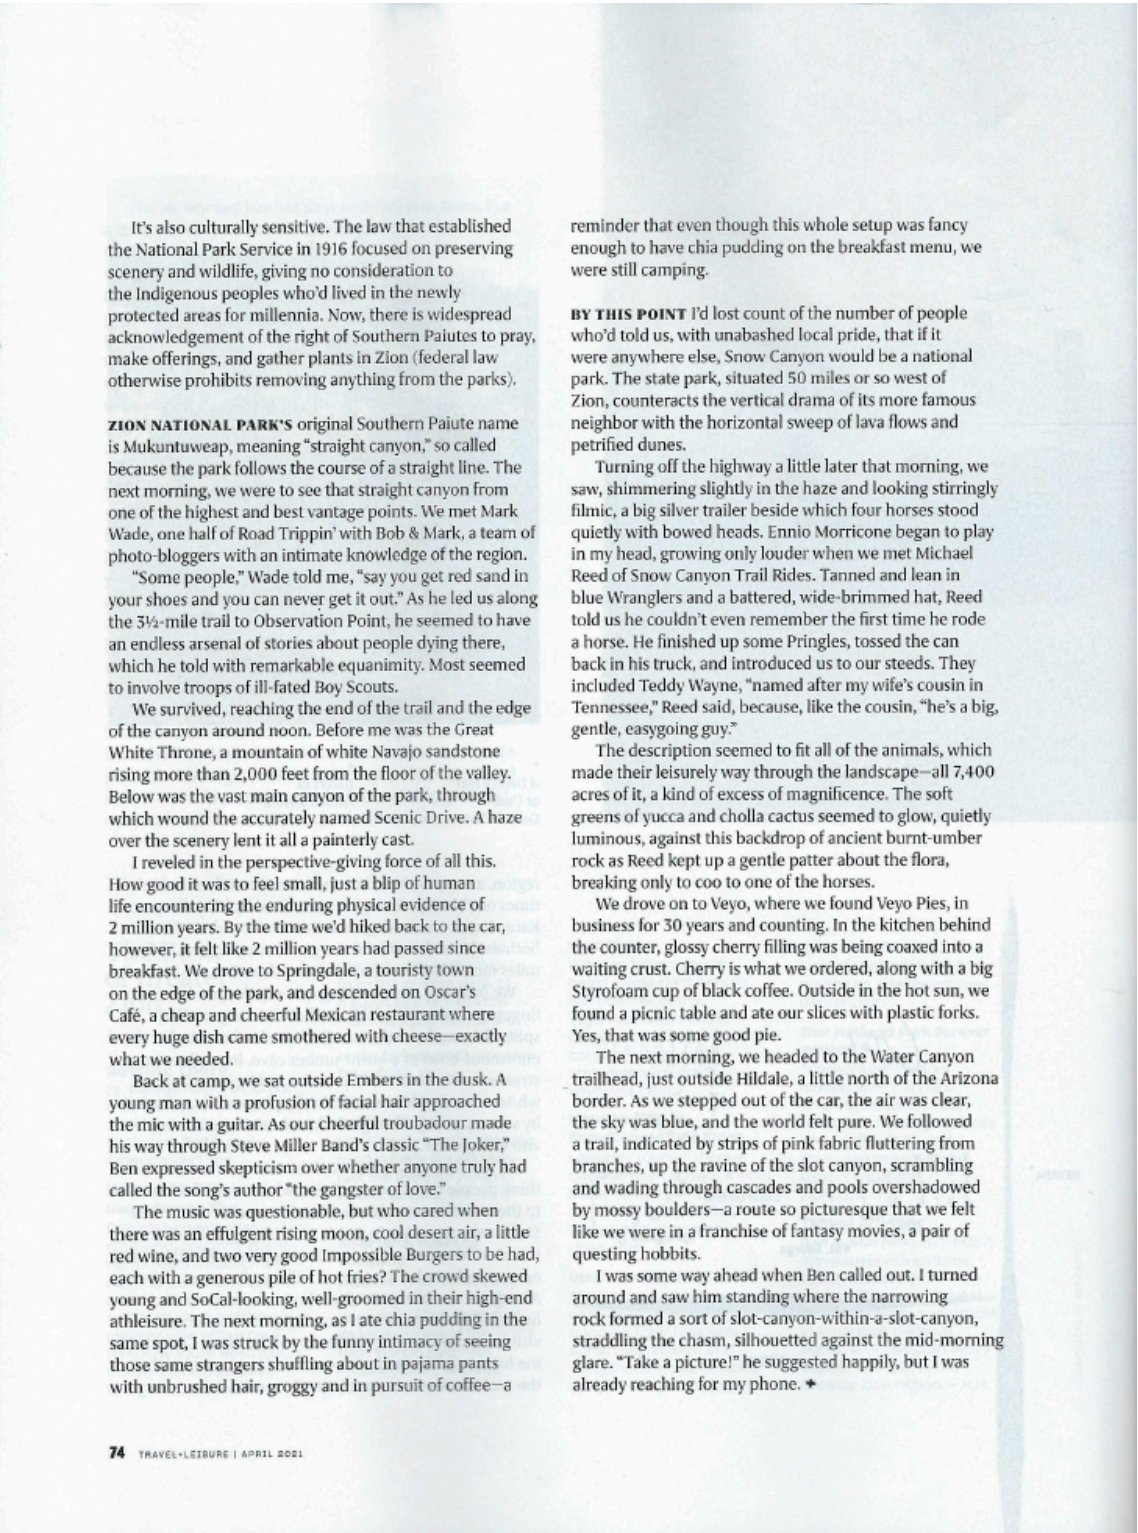 It's also culturally sensitive. The law that established
the National Park Service in 1916 focused on preserving
scenery and wildlife, giving no consideration to
the Indigenous peoples who'd lived in the newly
protected areas for millennia. Now, there is widespread
acknowledgement of the right of Southern Paiutes to pray,
make offerings, and gather plants in Zion (federal law
otherwise prohibits removing anything from the parks).
ZION NATIONAL PARK'S original Southern Paiute name
is Mukuntuweap, meaning "straight canyon," so called
because the park follows the course of a straight line. The
next morning, we were to see that straight canyon from
one of the highest and best vantage points. We met Mark
Wade, one half of Road Trippin' with Bob & Mark, a team of
photo-bloggers with an intimate knowledge of the region.
"Some people," Wade told me, "say you get red sand in
your shoes and you can never get it out." As he led us along
the 3½-mile trail to Observation Point, he seemed to have
an endless arsenal of stories about people dying there,
which he told with remarkable equanimity. Most seemed
to involve troops of ill-fated Boy Scouts.
We survived, reaching the end of the trail and the edge
of the canyon around noon. Before me was the Great
White Throne, a mountain of white Navajo sandstone
rising more than 2,000 feet from the floor of the valley.
Below was the vast main canyon of the park, through
which wound the accurately named Scenic Drive. A haze
over the scenery lent it all a painterly cast.
I reveled in the perspective-giving force of all this.
How good it was to feel small, just a blip of human
life encountering the enduring physical evidence of
2 million years. By the time we'd hiked back to the car,
however, it felt like 2 million years had passed since
breakfast. We drove to Springdale, a touristy town
on the edge of the park, and descended on Oscar's
Café, a cheap and cheerful Mexican restaurant where
every huge dish came smothered with cheese—exactly
what we needed.
Back at camp, we sat outside Embers in the dusk. A
young man with a profusion of facial hair approached
the mic with a guitar. As our cheerful troubadour made
his way through Steve Miller Band's classic "The Joker,"
Ben expressed skepticism over whether anyone truly had
called the song's author "the gangster of love."
The music was questionable, but who cared when
there was an effulgent rising moon, cool desert air, a little
red wine, and two very good Impossible Burgers to be had,
each with a generous pile of hot fries? The crowd skewed
young and SoCal-looking, well-groomed in their high-end
athleisure. The next morning, as I ate chia pudding in the
same spot, I was struck by the funny intimacy of seeing
those same strangers shuffling about in pajama pants
with unbrushed hair, groggy and in pursuit of coffee—a
reminder that even though this whole setup was fancy
enough to have chia pudding on the breakfast menu, we
were still camping.
BY THIS POINT I'd lost count of the number of people
who'd told us, with unabashed local pride, that if it
were anywhere else, Snow Canyon would be a national
park. The state park, situated 50 miles or so west of
Zion, counteracts the vertical drama of its more famous
neighbor with the horizontal sweep of lava flows and
petrified dunes.
Turning off the highway a little later that morning, we
saw, shimmering slightly in the haze and looking stirringly
filmic, a big silver trailer beside which four horses stood
quietly with bowed heads. Ennio Morricone began to play
in my head, growing only louder when we met Michael
Reed of Snow Canyon Trail Rides. Tanned and lean in
blue Wranglers and a battered, wide-brimmed hat, Reed
told us he couldn't even remember the first time he rode
a horse. He finished up some Pringles, tossed the can
back in his truck, and introduced us to our steeds. They
included Teddy Wayne, "named after my wife's cousin in
Tennessee," Reed said, because, like the cousin, "he's a big,
gentle, easygoing guy."
The description seemed to fit all of the animals, which
made their leisurely way through the landscape—all 7,400
acres of it, a kind of excess of magnificence. The soft
greens of yucca and cholla cactus seemed to glow, quietly
luminous, against this backdrop of ancient burnt-umber
rock as Reed kept up a gentle patter about the flora,
breaking only to coo to one of the horses.
We drove on to Veyo, where we found Veyo Pies, in
business for 30 years and counting. In the kitchen behind
the counter, glossy cherry filling was being coaxed into a
waiting crust. Cherry is what we ordered, along with a big
Styrofoam cup of black coffee. Outside in the hot sun, we
found a picnic table and ate our slices with plastic forks.
Yes, that was some good pie.
The next morning, we headed to the Water Canyon
trailhead, just outside Hildale, a little north of the Arizona
border. As we stepped out of the car, the air was clear,
the sky was blue, and the world felt pure. We followed
a trail, indicated by strips of pink fabric fluttering from
branches, up the ravine of the slot canyon, scrambling
and wading through cascades and pools overshadowed
by mossy boulders—a route so picturesque that we felt
like we were in a franchise of fantasy movies, a pair of
questing hobbits.
I was some way ahead when Ben called out. I turned
around and saw him standing where the narrowing
rock formed a sort of slot-canyon-within-a-slot-canyon,
straddling the chasm, silhouetted against the mid-morning
glare. "Take a picture!" he suggested happily, but I was
already reaching for my phone. ✦
74 TRAVEL+LEISURE | APRIL 2021